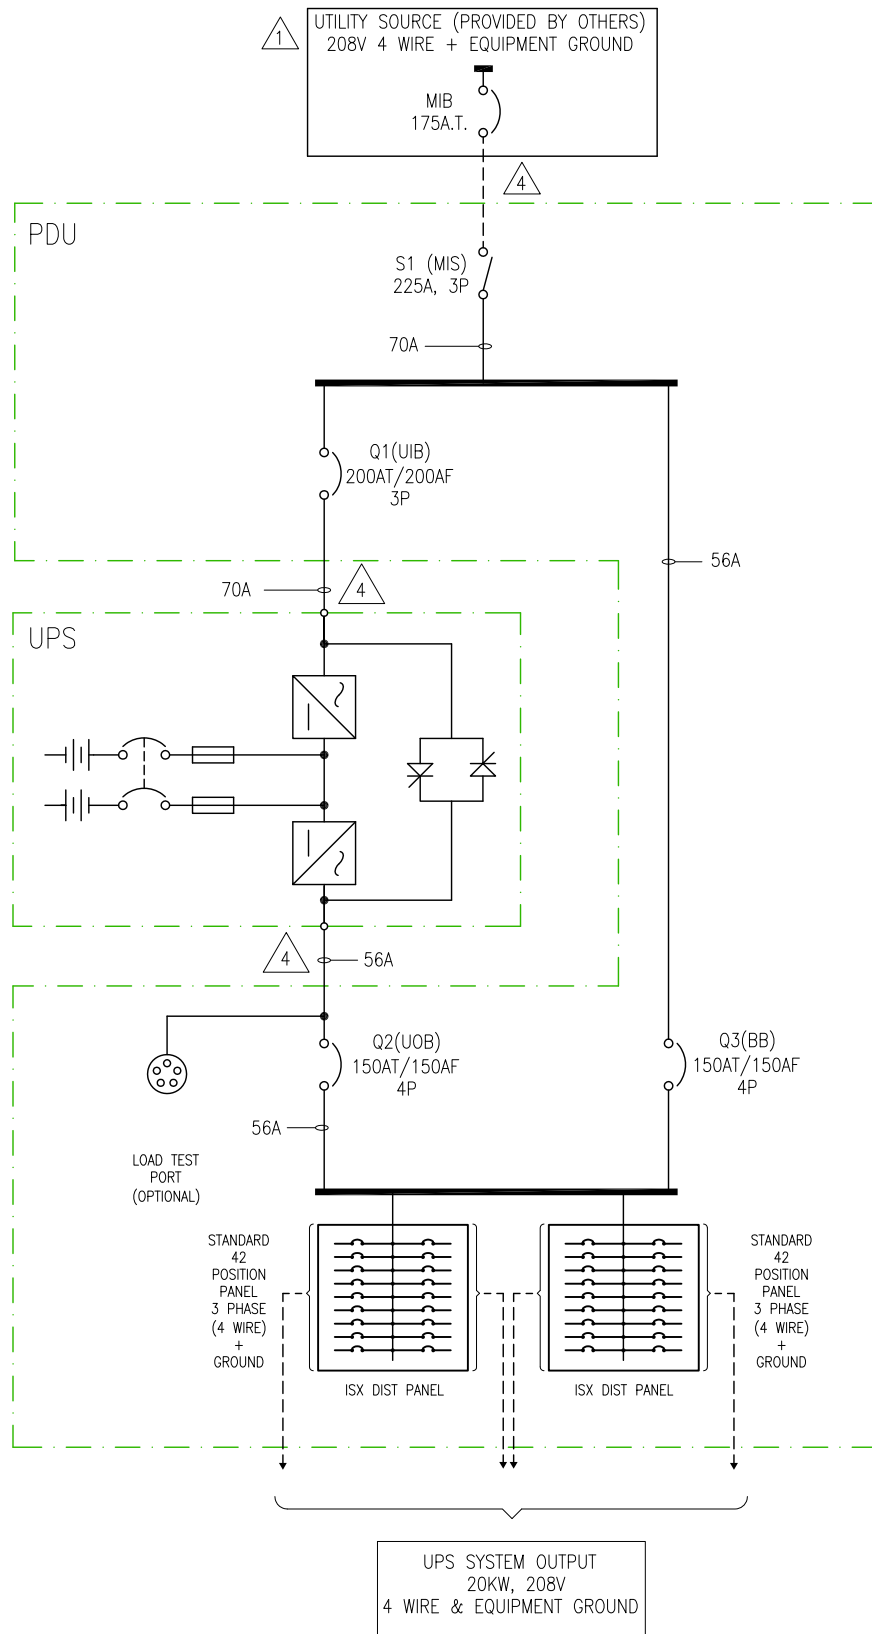 1
UTILITY SOURCE (PROVIDED BY OTHERS)
208V 4 WIRE + EQUIPMENT GROUND
MIB
175A.T.
4
PDU
S1 (MIS)
225A, 3P
70A
Q1(UIB)
200AT/200AF
3P
56A
70A
4
UPS
4
56A
Q2(UOB)
150AT/150AF
4P
Q3(BB)
150AT/150AF
4P
56A
LOAD TEST
PORT
(OPTIONAL)
STANDARD
42
POSITION
PANEL
3 PHASE
(4 WIRE)
+
GROUND
ISX DIST PANEL
ISX DIST PANEL
STANDARD
42
POSITION
PANEL
3 PHASE
(4 WIRE)
+
GROUND
UPS SYSTEM OUTPUT
20KW, 208V
4 WIRE & EQUIPMENT GROUND